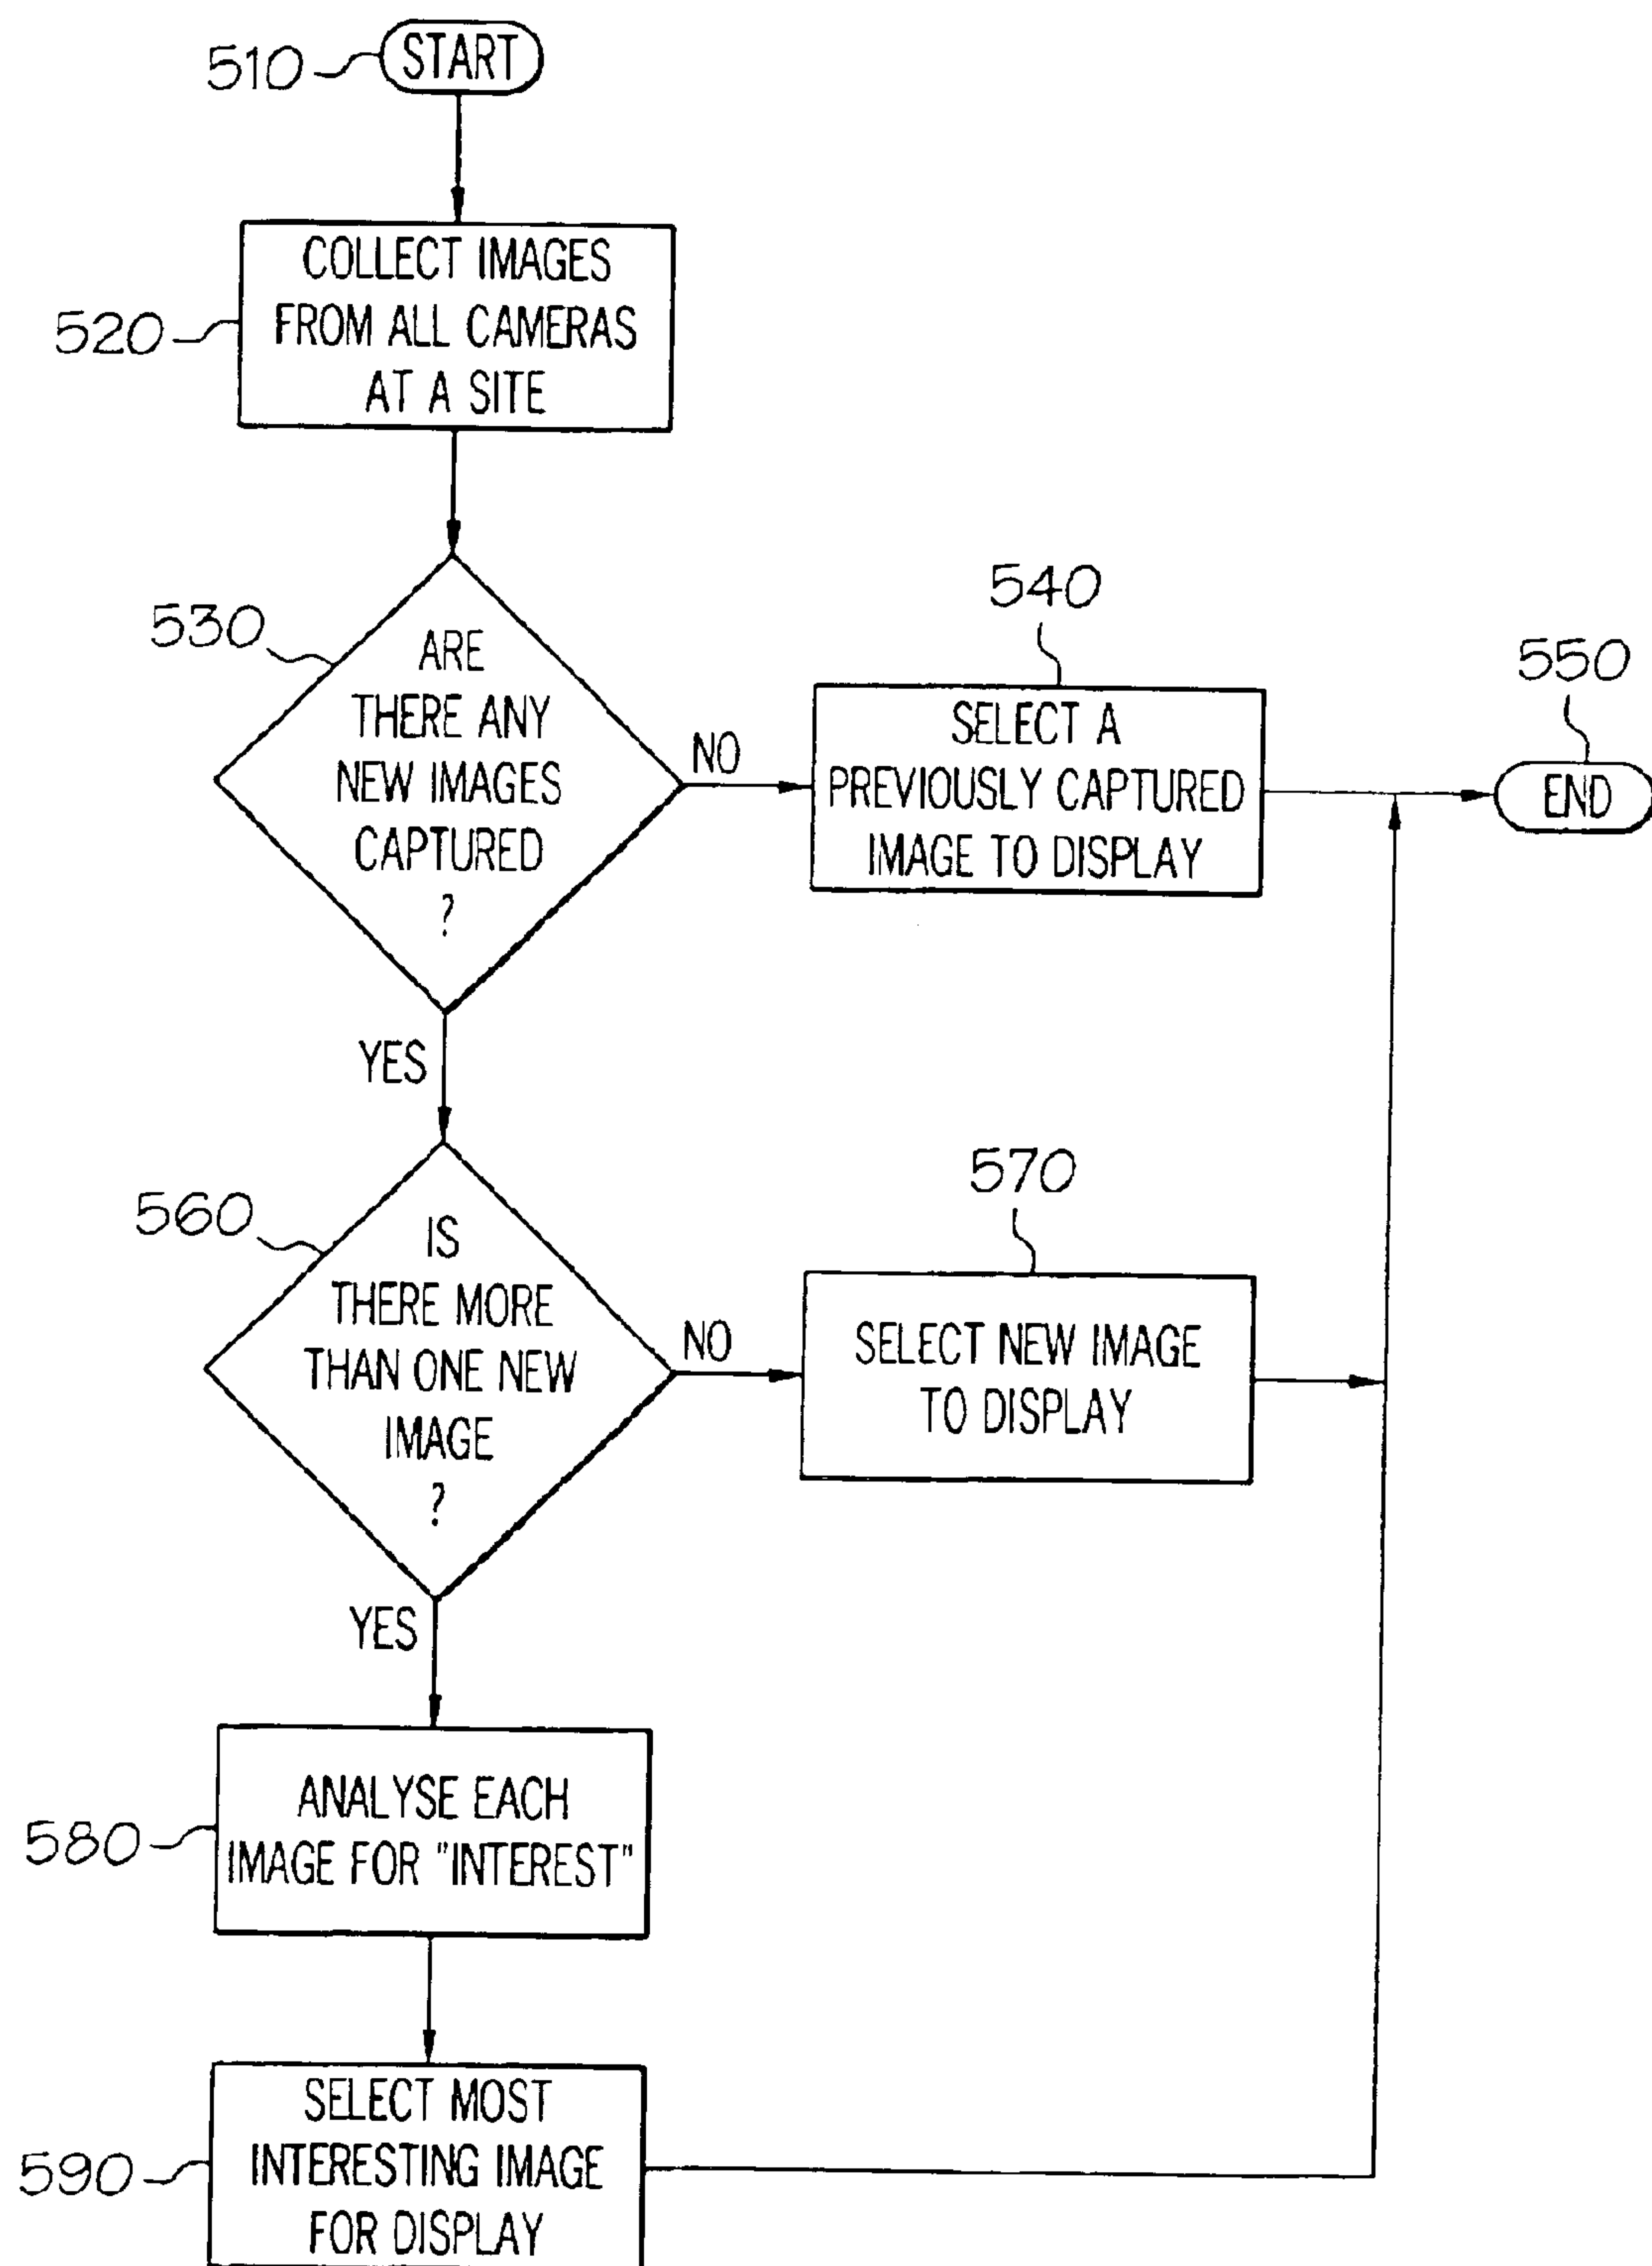 510
START
520
COLLECT IMAGES
FROM ALL CAMERAS
AT A SITE
530
ARE
THERE ANY
NEW IMAGES
CAPTURED
?
NO
540
SELECT A
PREVIOUSLY CAPTURED
IMAGE TO DISPLAY
550
END
YES
560
IS
THERE MORE
THAN ONE NEW
IMAGE
?
NO
570
SELECT NEW IMAGE
TO DISPLAY
YES
580
ANALYSE EACH
IMAGE FOR "INTEREST"
590
SELECT MOST
INTERESTING IMAGE
FOR DISPLAY